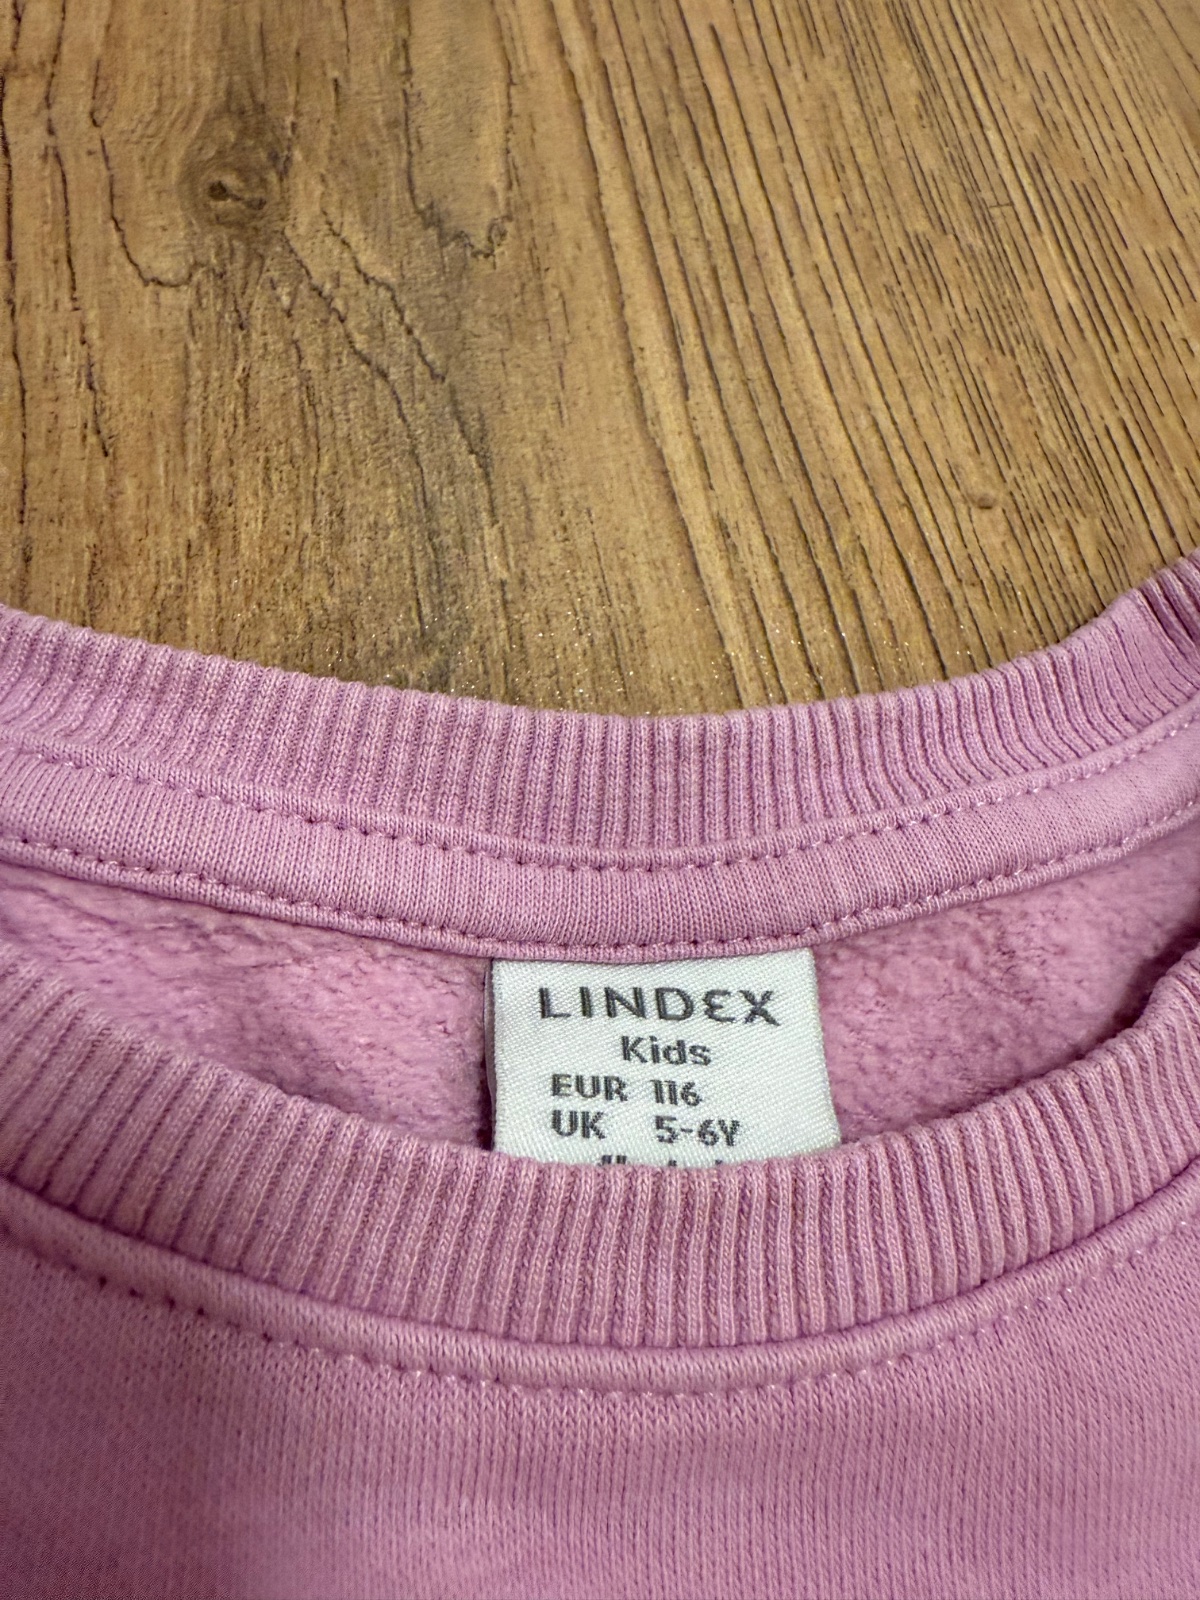 LINDEX
Kids
EUR 116
UK 5-6Y